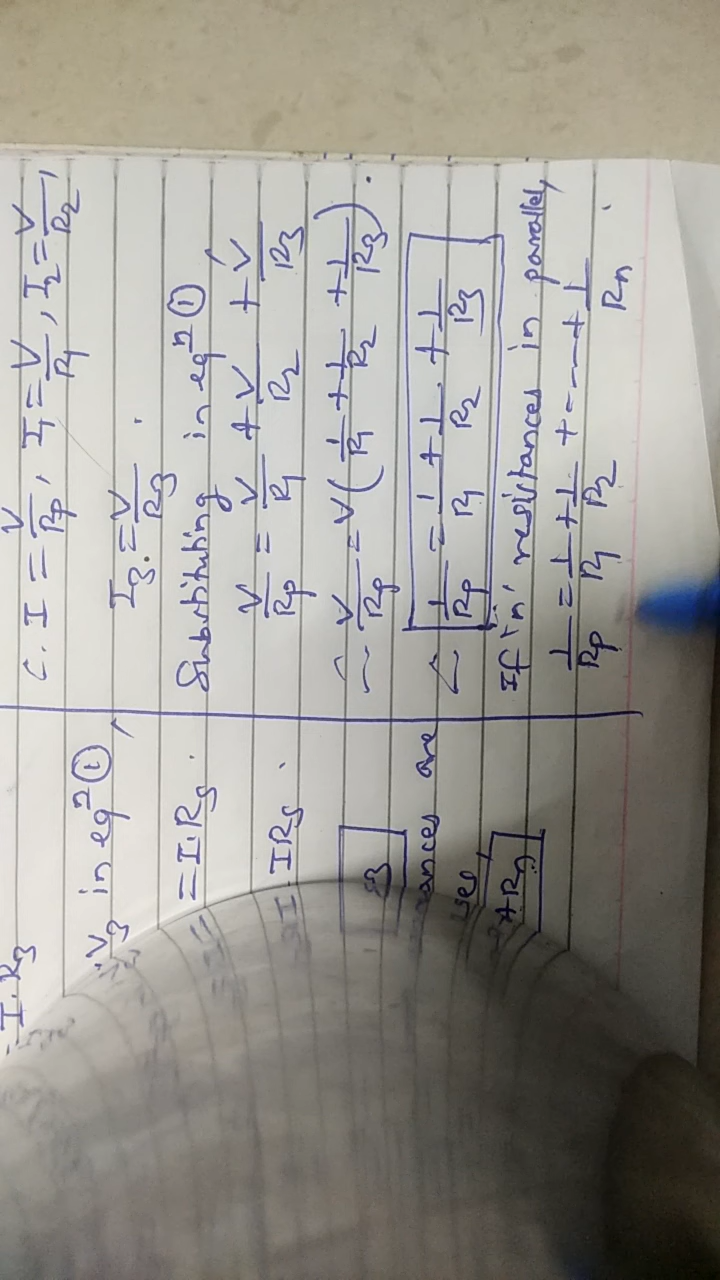 I.R3
V3 in eqn ①
= I.Rs .
IRs .
ances are
+Rn
C. I = V/Rp, I1 = V/R1, I2 = V/R2,
I3. = V/R3 .
Substituting in eqn ①
V/Rp = V/R1 + V/R2 + V/R3
V/Rp = V(1/R1 + 1/R2 + 1/R3).
1/Rp = 1/R1 + 1/R2 + 1/R3
If 'n' resistances in parallel,
1/Rp = 1/R1 + 1/R2 + --- + 1/Rn .